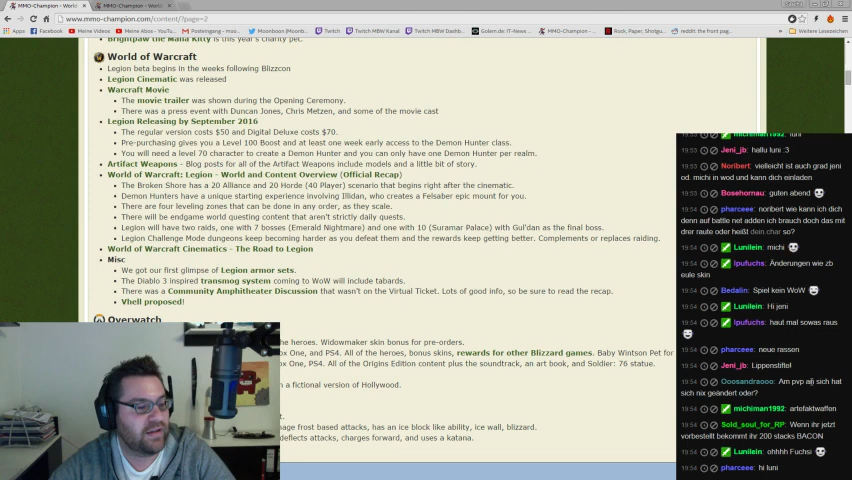 MMO-Champion - World
MMO-Champion - World
www.mmo-champion.com/content/?page=2
Apps
Facebook
Meine Videos – YouT
Meine Abos – YouTub
Posteingang – moonbo
Moonboon (Moonbo
Twitch
Twitch MBW Kanal
Twitch MBW Dashb
Golem.de: IT-News
MMO-Champion -
Rock, Paper, Shotgu
reddit: the front pag
Weitere Lesezeichen
Brightpaw the Mana Kitty is this year's charity pet.
World of Warcraft
Legion beta begins in the weeks following Blizzcon
Legion Cinematic was released
Warcraft Movie
The movie trailer was shown during the Opening Ceremony.
There was a press event with Duncan Jones, Chris Metzen, and some of the movie cast
Legion Releasing by September 2016
The regular version costs $50 and Digital Deluxe costs $70.
Pre-purchasing gives you a Level 100 Boost and at least one week early access to the Demon Hunter class.
You will need a level 70 character to create a Demon Hunter and you can only have one Demon Hunter per realm.
Artifact Weapons - Blog posts for all of the Artifact Weapons include models and and a little bit of story.
World of Warcraft: Legion - World and Content Overview (Official Recap)
The Broken Shore has a 20 Alliance and 20 Horde (40 Player) scenario that begins right after the cinematic.
Demon Hunters have a unique starting experience involving Illidan, who creates a Felsaber epic mount for you.
There are four leveling zones that can be done in any order, as they scale.
There will be endgame world questing content that aren't strictly daily quests.
Legion will have two raids, one with 7 bosses (Emerald Nightmare) and one with 10 (Suramar Palace) with Gul'dan as the final boss.
Legion Challenge Mode dungeons keep becoming harder as you defeat them and the rewards keep getting better. Complements or replaces raiding.
World of Warcraft Cinematics - The Road to Legion
Misc
We got our first glimpse of Legion armor sets.
The Diablo 3 inspired transmog system coming to WoW will include tabards.
There was a Community Amphitheater Discussion that wasn't on the Virtual Ticket. Lots of good info, so be sure to read the recap.
Vhell proposed!
Overwatch
the heroes. Widowmaker skin bonus for pre-orders.
ox One, and PS4. All of the heroes, bonus skins, rewards for other Blizzard games. Baby Wintson Pet for
ox One, PS4. All of the Origins Edition content plus the soundtrack, an art book, and Soldier: 76 statue.
n a fictional version of Hollywood.
t.
mage frost based attacks, has an ice block like ability, ice wall, blizzard.
deflects attacks, charges forward, and uses a katana.
michiman1992: luni
19:53 Jeni_jb: hallu luni :3
19:53 Noribert: vielleicht ist auch grad jeni
od. michi in wod und kann dich einladen
19:53 Bosehornau: guten abend
19:53 pharceee: noribert wie kann ich dich
denn auf battle net adden ich brauch doch das mit
drer raute oder heißt dein.char so?
19:54 Lunilein: michi
19:54 Ipufuchs: Änderungen wie zb
eule skin
19:54 Bedalin: Spiel kein WoW
19:54 Lunilein: Hi jeni
19:54 Ipufuchs: haut mal sowas raus
19:54 pharceee: neue rassen
19:54 Jeni_jb: Lippenstifte!
19:54 Ooosandraooo: Am pvp an sich hat
sich nix geändert oder?
19:54 michiman1992: artefaktwaffen
19:54 Sold_soul_for_RP: Wenn ihr jetzt
vorbestellt bekommt ihr 200 stacks BACON
19:54 Lunilein: ohhhh Fuchsi
19:54 pharceee: hi luni